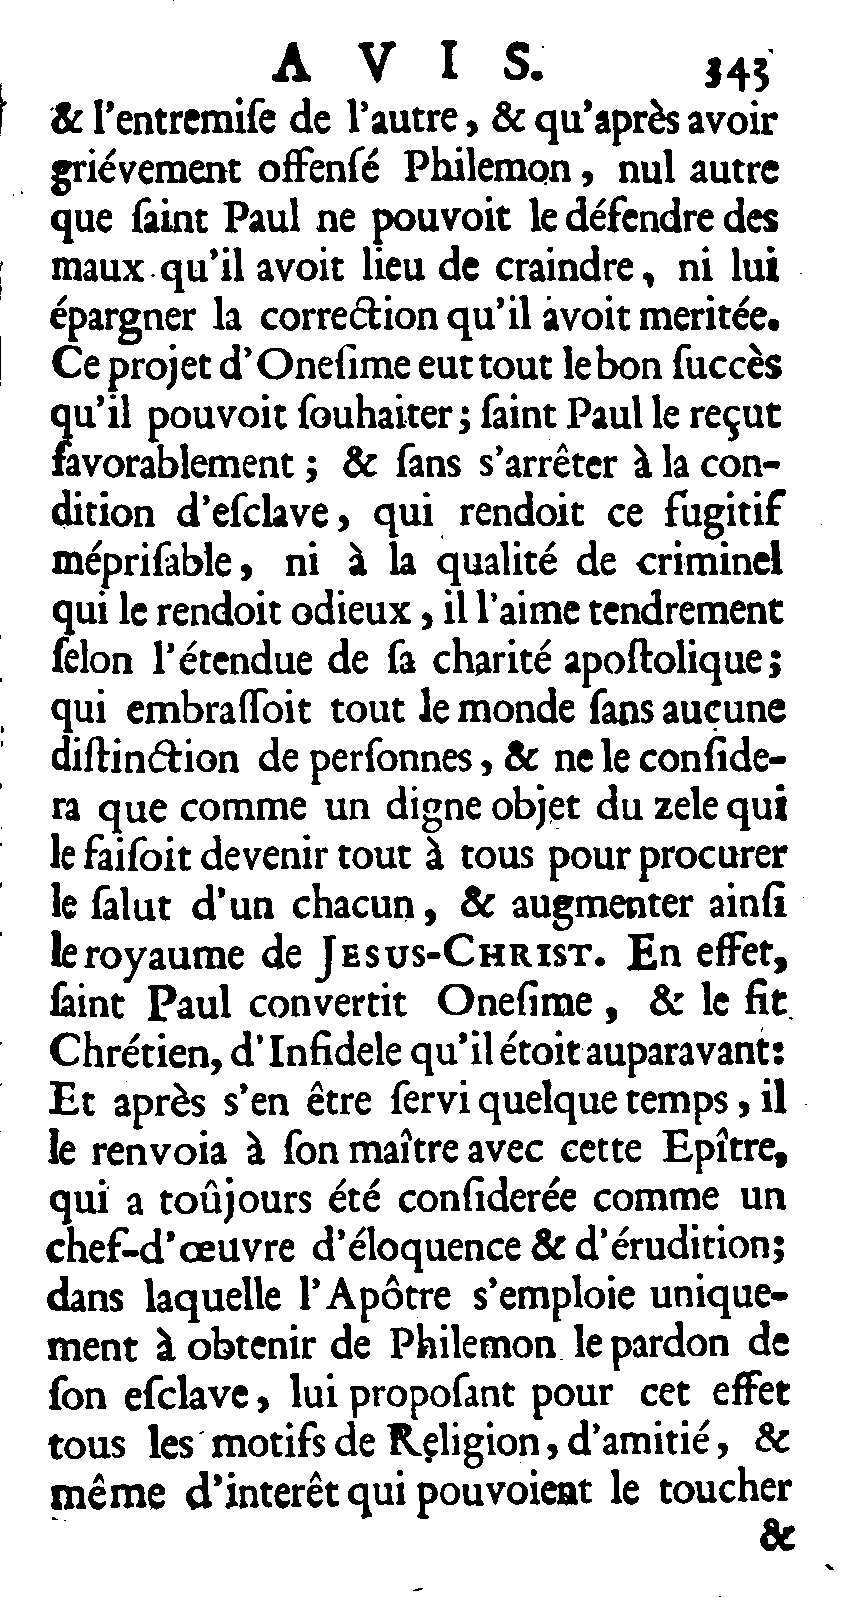 AVIS. 343
& l'entremiſe de l'autre, & qu'après avoir
griévement offenſé Philemon, nul autre
que ſaint Paul ne pouvoit le défendre des
maux qu'il avoit lieu de craindre, ni lui
épargner la correction qu'il avoit meritée.
Ce projet d'Oneſime eut tout le bon ſuccès
qu'il pouvoit ſouhaiter; ſaint Paul le reçut
favorablement; & ſans s'arrêter à la con-
dition d'eſclave, qui rendoit ce fugitif
mépriſable, ni à la qualité de criminel
qui le rendoit odieux, il l'aime tendrement
ſelon l'étendue de ſa charité apoſtolique;
qui embraſſoit tout le monde ſans aucune
diſtinction de perſonnes, & ne le conſide-
ra que comme un digne objet du zele qui
le faiſoit devenir tout à tous pour procurer
le ſalut d'un chacun, & augmenter ainſi
le royaume de JESUS-CHRIST. En effet,
ſaint Paul convertit Oneſime, & le fit
Chrétien, d'Infidele qu'il étoit auparavant:
Et après s'en être ſervi quelque temps, il
le renvoia à ſon maître avec cette Epître,
qui a toûjours été conſiderée comme un
chef-d'œuvre d'éloquence & d'érudition;
dans laquelle l'Apôtre s'emploie unique-
ment à obtenir de Philemon le pardon de
ſon eſclave, lui propoſant pour cet effet
tous les motifs de Religion, d'amitié, &
même d'interêt qui pouvoient le toucher
&